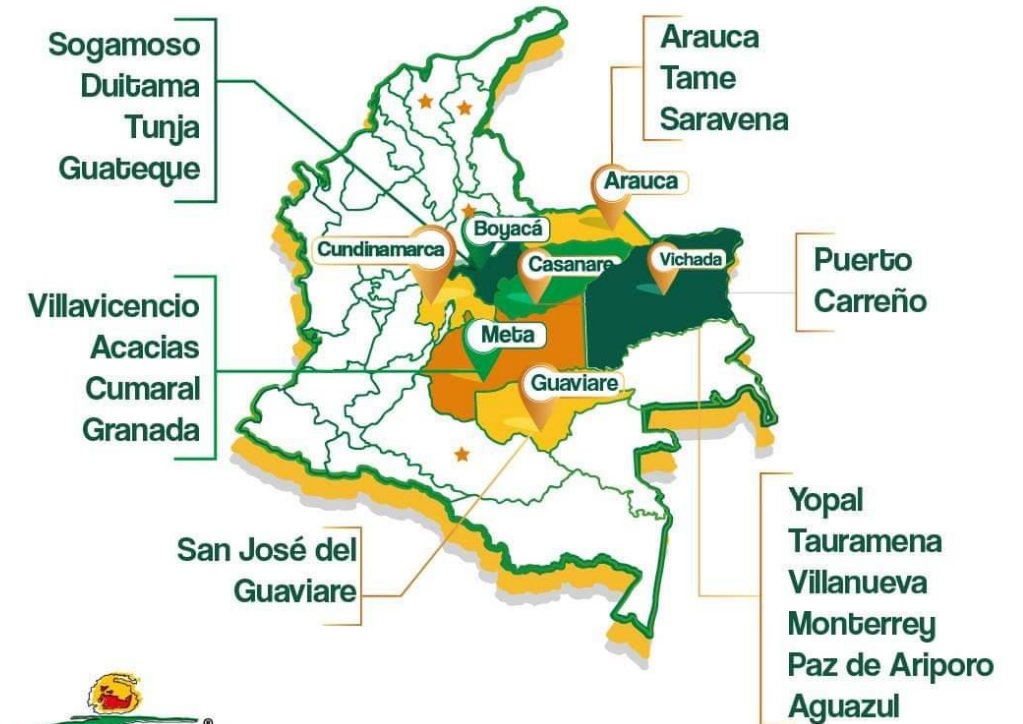 Sogamoso
Duitama
Tunja
Guateque
Arauca
Tame
Saravena
Arauca
Boyacá
Cundinamarca
Casanare
Vichada
Puerto
Carreño
Villavicencio
Acacias
Cumaral
Granada
Meta
Guaviare
San José del
Guaviare
Yopal
Tauramena
Villanueva
Monterrey
Paz de Ariporo
Aguazul
®